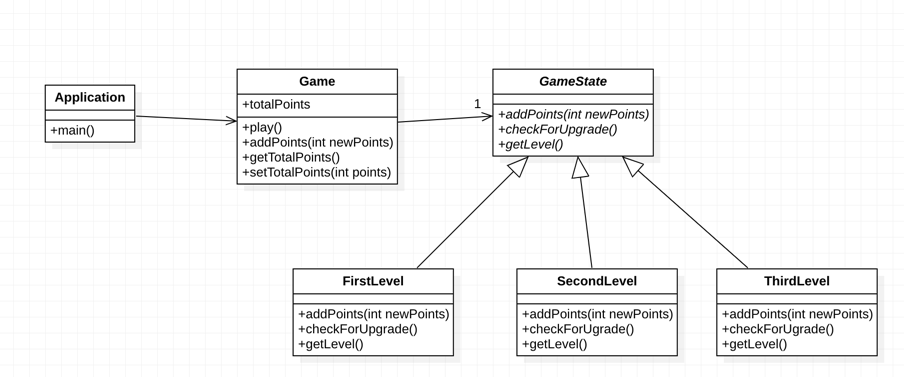 Application
+main()
Game
+totalPoints
+play()
+addPoints(int newPoints)
+getTotalPoints()
+setTotalPoints(int points)
1
GameState
+addPoints(int newPoints)
+checkForUpgrade()
+getLevel()
FirstLevel
+addPoints(int newPoints)
+checkForUpgrade()
+getLevel()
SecondLevel
+addPoints(int newPoints)
+checkForUgrade()
+getLevel()
ThirdLevel
+addPoints(int newPoints)
+checkForUgrade()
+getLevel()